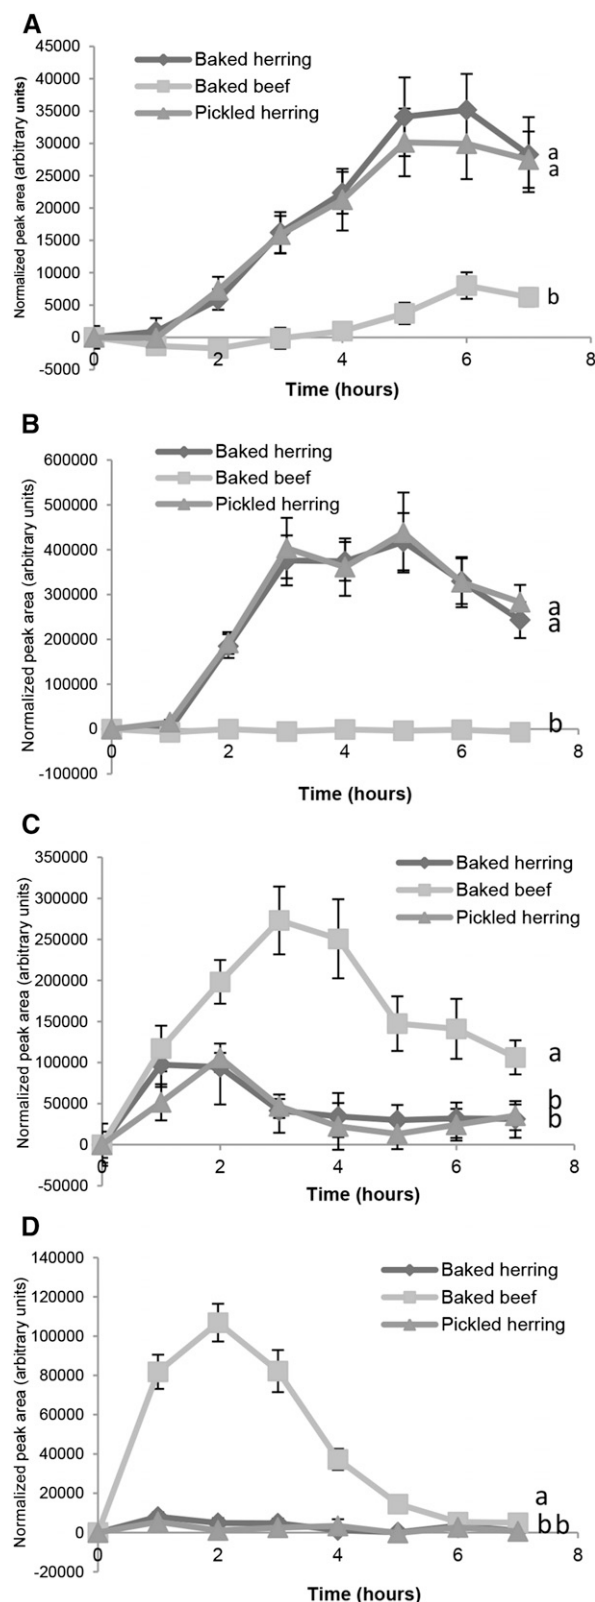 A
Normalized peak area (arbitrary units)
45000
40000
35000
30000
25000
20000
15000
10000
5000
0
-5000
Baked herring
Baked beef
Pickled herring
a
a
b
0 2 4 6 8
Time (hours)
B
Normalized peak area (arbitrary units)
600000
500000
400000
300000
200000
100000
0
-100000
Baked herring
Baked beef
Pickled herring
a
a
b
0 2 4 6 8
Time (hours)
C
Normalized peak area (arbitrary units)
350000
300000
250000
200000
150000
100000
50000
0
-50000
Baked herring
Baked beef
Pickled herring
a
b
b
0 2 4 6 8
Time (hours)
D
Normalized peak area (arbitrary units)
140000
120000
100000
80000
60000
40000
20000
0
-20000
Baked herring
Baked beef
Pickled herring
a
b b
0 2 4 6 8
Time (hours)